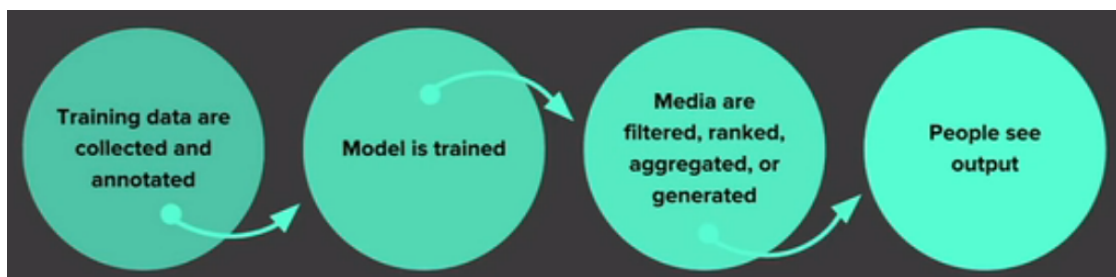 Training data are
collected and
annotated
Model is trained
Media are
filtered, ranked,
aggregated, or
generated
People see
output